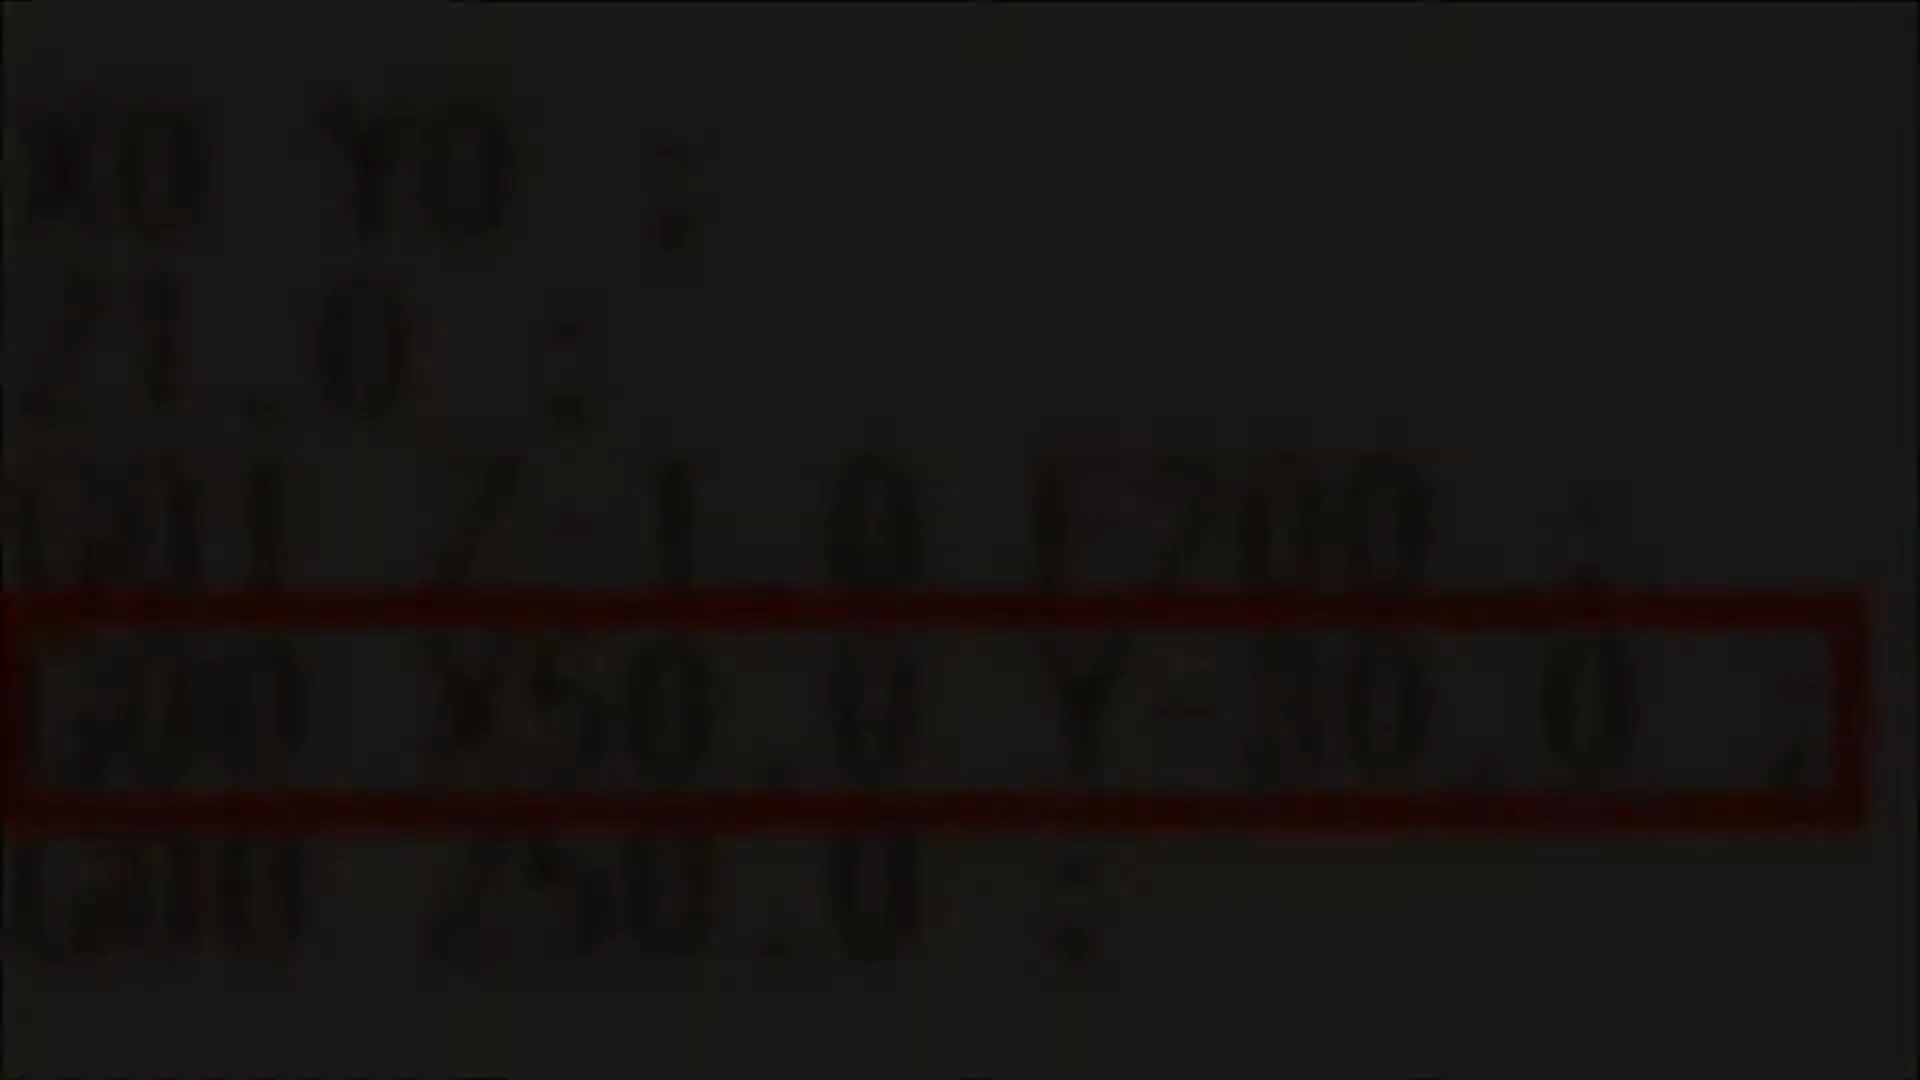 X0 Y0 ;
Z1.0 ;
G01 Z-1.0 F200 ;
G00 X50.0 Y-30.0 ;
G00 Z50.0 ;